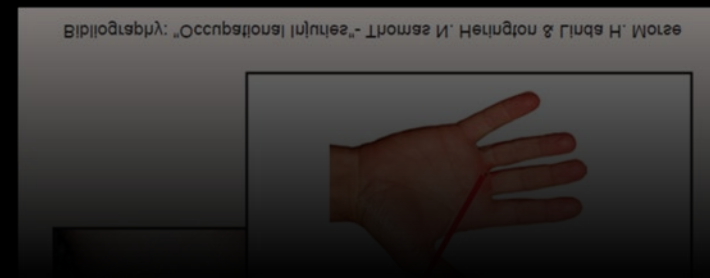 Bibliography: "Occupational Injuries"- Thomas N. Herington & Linda H. Morse